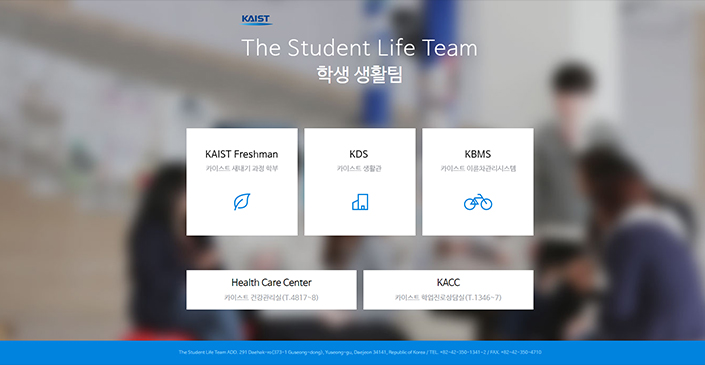 KAIST
The Student Life Team
학생 생활팀
KAIST Freshman
카이스트 새내기 과정 학부
KDS
카이스트 생활관
KBMS
카이스트 이륜차관리시스템
Health Care Center
카이스트 건강관리실(T.4817~8)
KACC
카이스트 학업진로상담실(T.1346~7)
The Student Life Team ADD. 291 Daehak-ro(373-1 Guseong-dong), Yuseong-gu, Daejeon 34141, Republic of Korea / TEL. +82-42-350-1341~2 / FAX. +82-42-350-4710